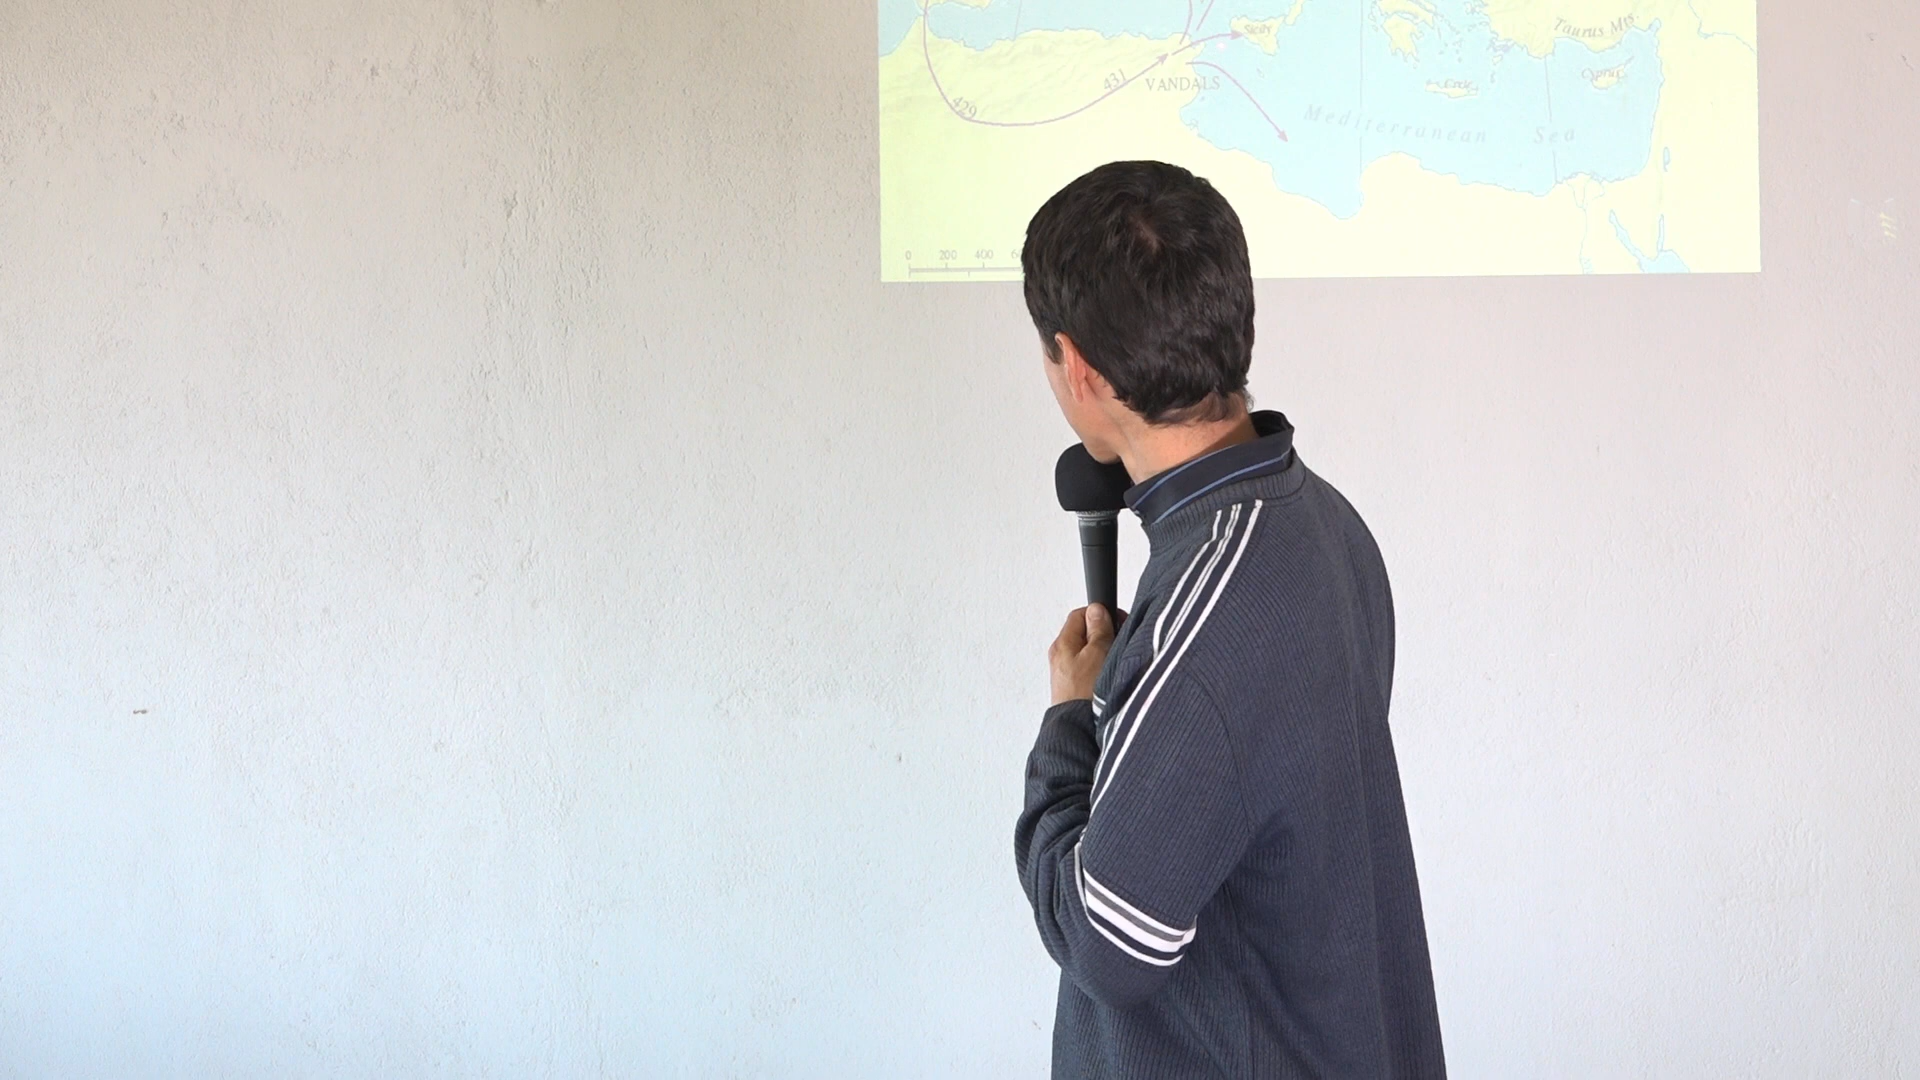 Sicily
Taurus Mts.
Cyprus
Crete
431
VANDALS
429
Mediterranean Sea
0 200 400